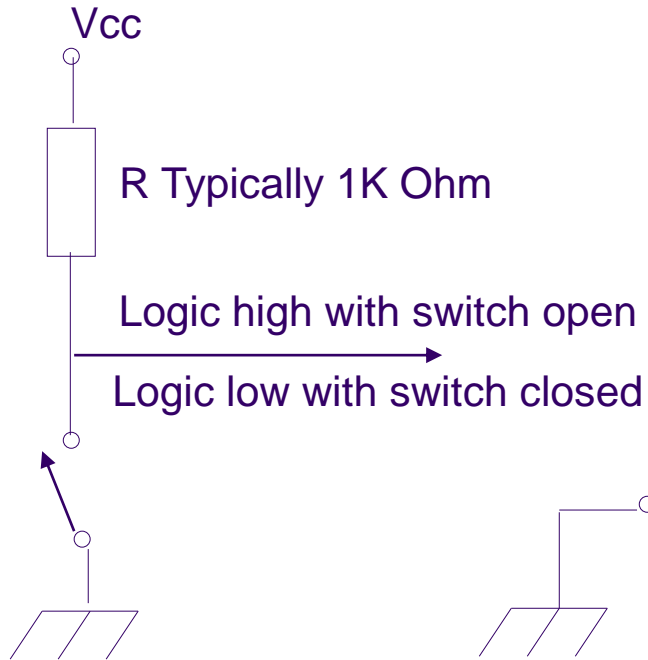 Vcc
R Typically 1K Ohm
Logic high with switch open
Logic low with switch closed